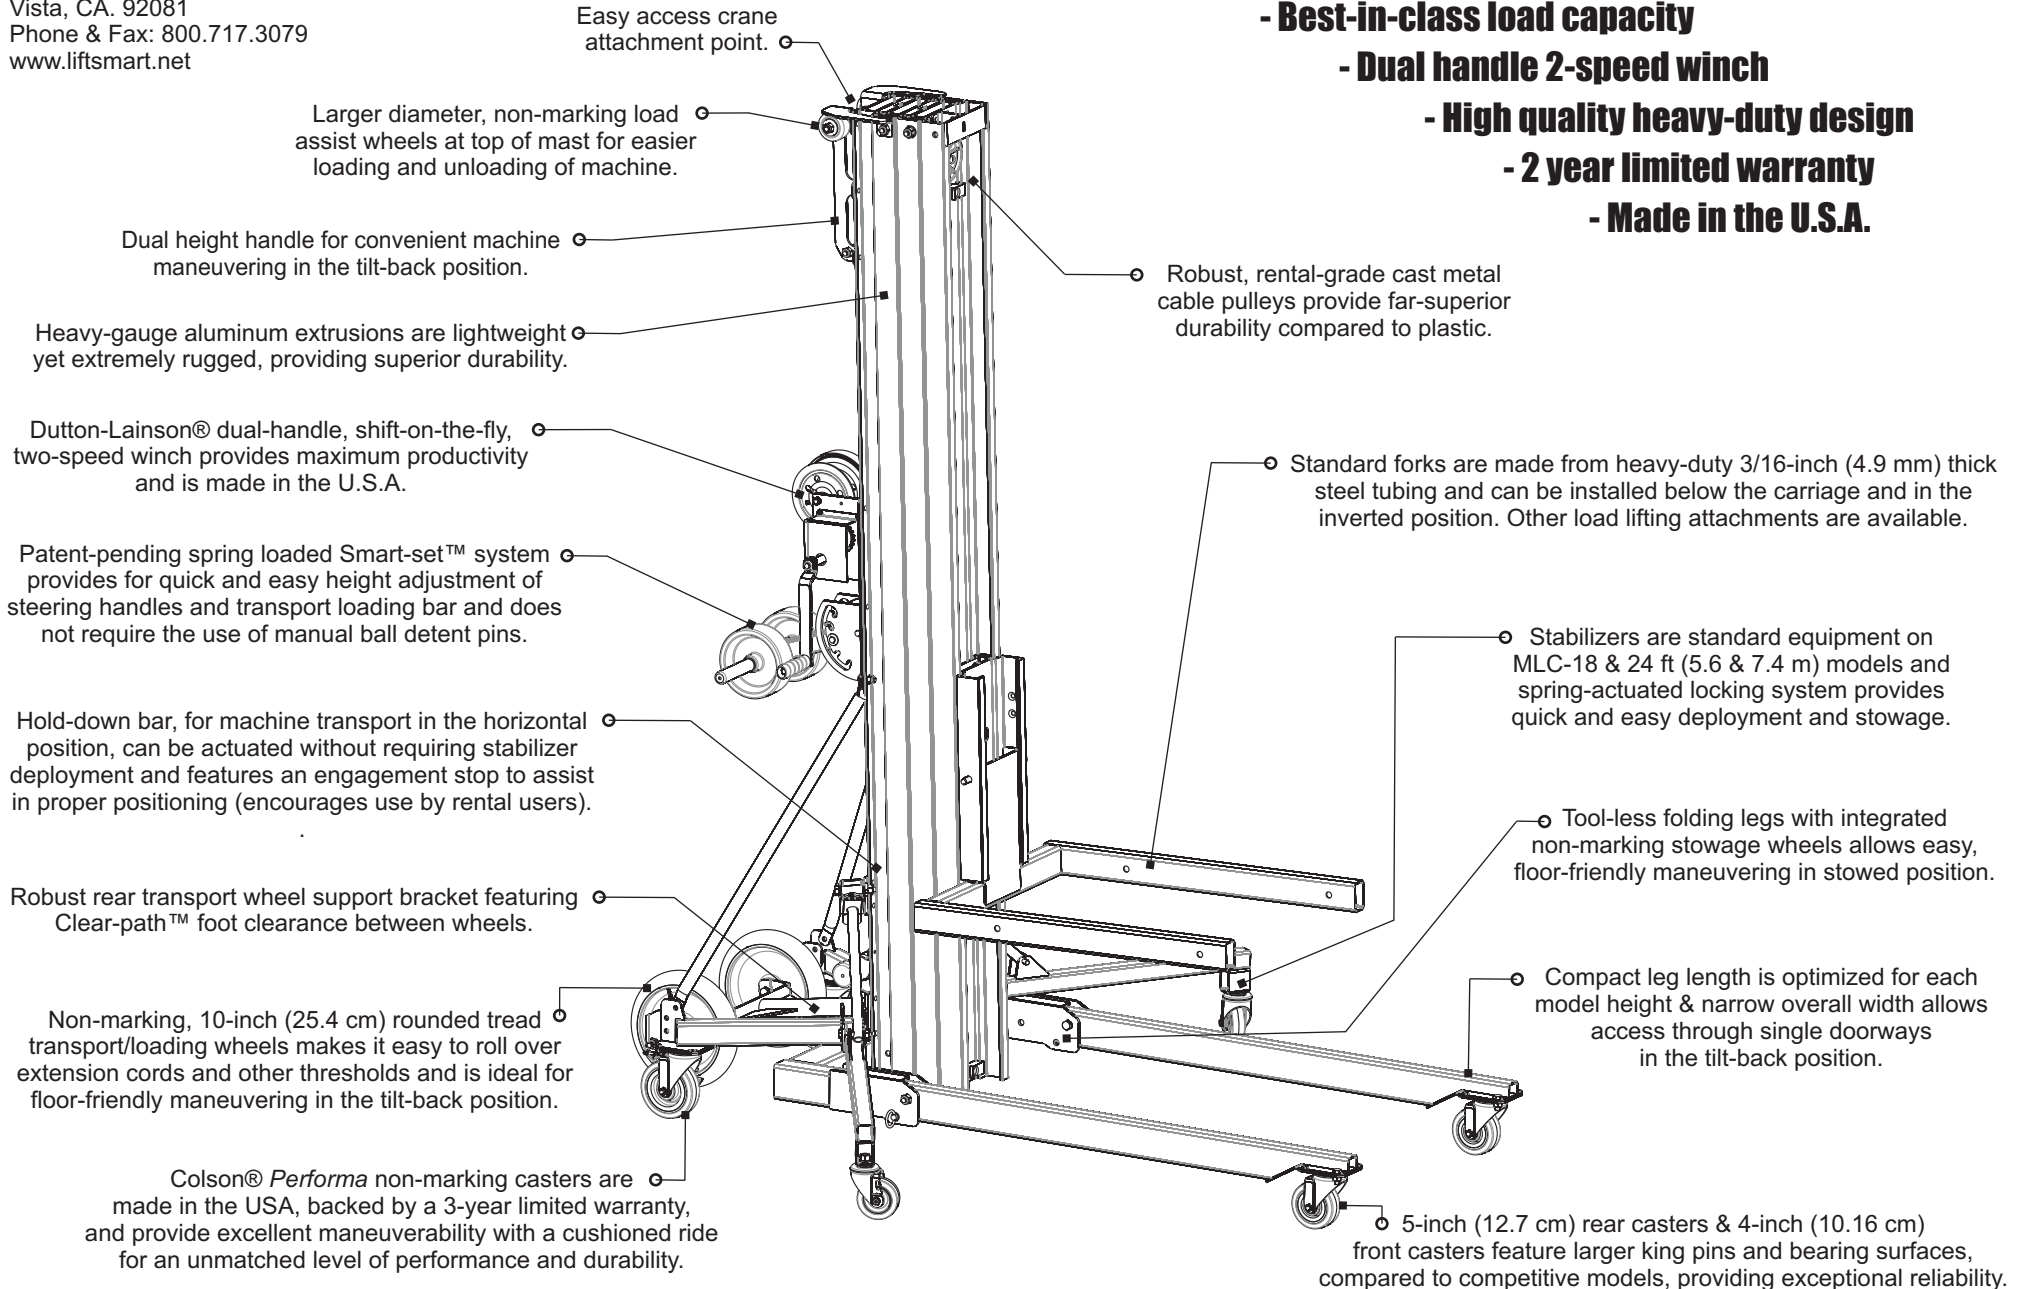 Vista, CA. 92081
Phone & Fax: 800.717.3079
www.liftsmart.net
Easy access crane
attachment point.
- Best-in-class load capacity
- Dual handle 2-speed winch
- High quality heavy-duty design
- 2 year limited warranty
- Made in the U.S.A.
Larger diameter, non-marking load
assist wheels at top of mast for easier
loading and unloading of machine.
Dual height handle for convenient machine
maneuvering in the tilt-back position.
Heavy-gauge aluminum extrusions are lightweight
yet extremely rugged, providing superior durability.
Dutton-Lainson® dual-handle, shift-on-the-fly,
two-speed winch provides maximum productivity
and is made in the U.S.A.
Patent-pending spring loaded Smart-set™ system
provides for quick and easy height adjustment of
steering handles and transport loading bar and does
not require the use of manual ball detent pins.
Hold-down bar, for machine transport in the horizontal
position, can be actuated without requiring stabilizer
deployment and features an engagement stop to assist
in proper positioning (encourages use by rental users).
.
Robust rear transport wheel support bracket featuring
Clear-path™ foot clearance between wheels.
Non-marking, 10-inch (25.4 cm) rounded tread
transport/loading wheels makes it easy to roll over
extension cords and other thresholds and is ideal for
floor-friendly maneuvering in the tilt-back position.
Colson® Performa non-marking casters are
made in the USA, backed by a 3-year limited warranty,
and provide excellent maneuverability with a cushioned ride
for an unmatched level of performance and durability.
Robust, rental-grade cast metal
cable pulleys provide far-superior
durability compared to plastic.
Standard forks are made from heavy-duty 3/16-inch (4.9 mm) thick
steel tubing and can be installed below the carriage and in the
inverted position. Other load lifting attachments are available.
Stabilizers are standard equipment on
MLC-18 & 24 ft (5.6 & 7.4 m) models and
spring-actuated locking system provides
quick and easy deployment and stowage.
Tool-less folding legs with integrated
non-marking stowage wheels allows easy,
floor-friendly maneuvering in stowed position.
Compact leg length is optimized for each
model height & narrow overall width allows
access through single doorways
in the tilt-back position.
5-inch (12.7 cm) rear casters & 4-inch (10.16 cm)
front casters feature larger king pins and bearing surfaces,
compared to competitive models, providing exceptional reliability.